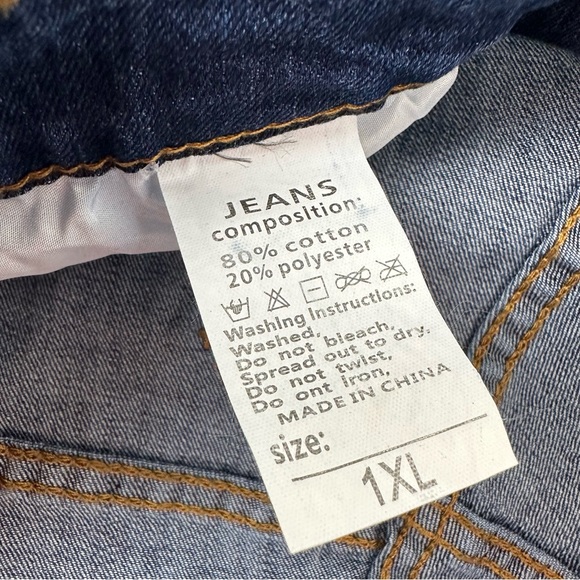 JEANS
composition:
80% cotton
20% polyester
Washing Instructions:
Washed,
Do not bleach,
Spread out to dry,
Do not twist,
Do ont iron,
MADE IN CHINA
size:
1XL